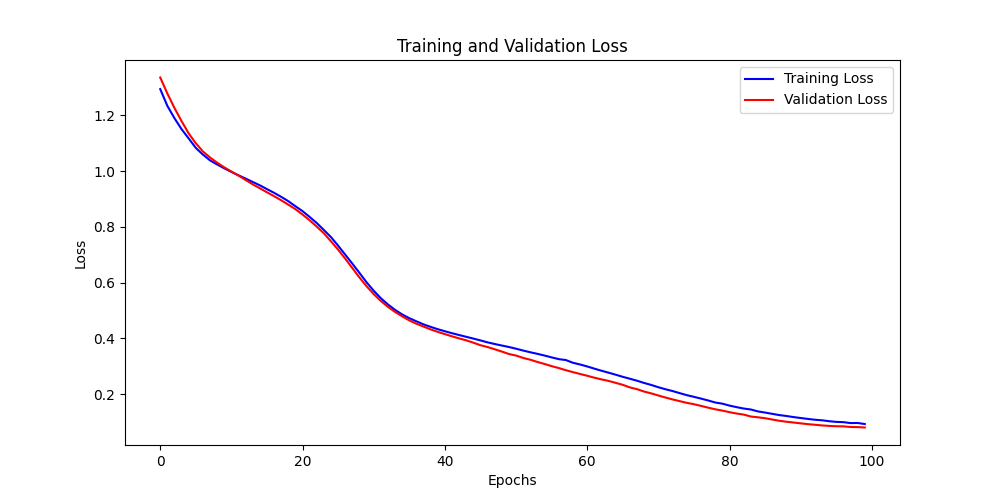 Training and Validation Loss
Training Loss
Validation Loss
1.2
1.0
0.8
0.6
0.4
0.2
Loss
0 20 40 60 80 100
Epochs